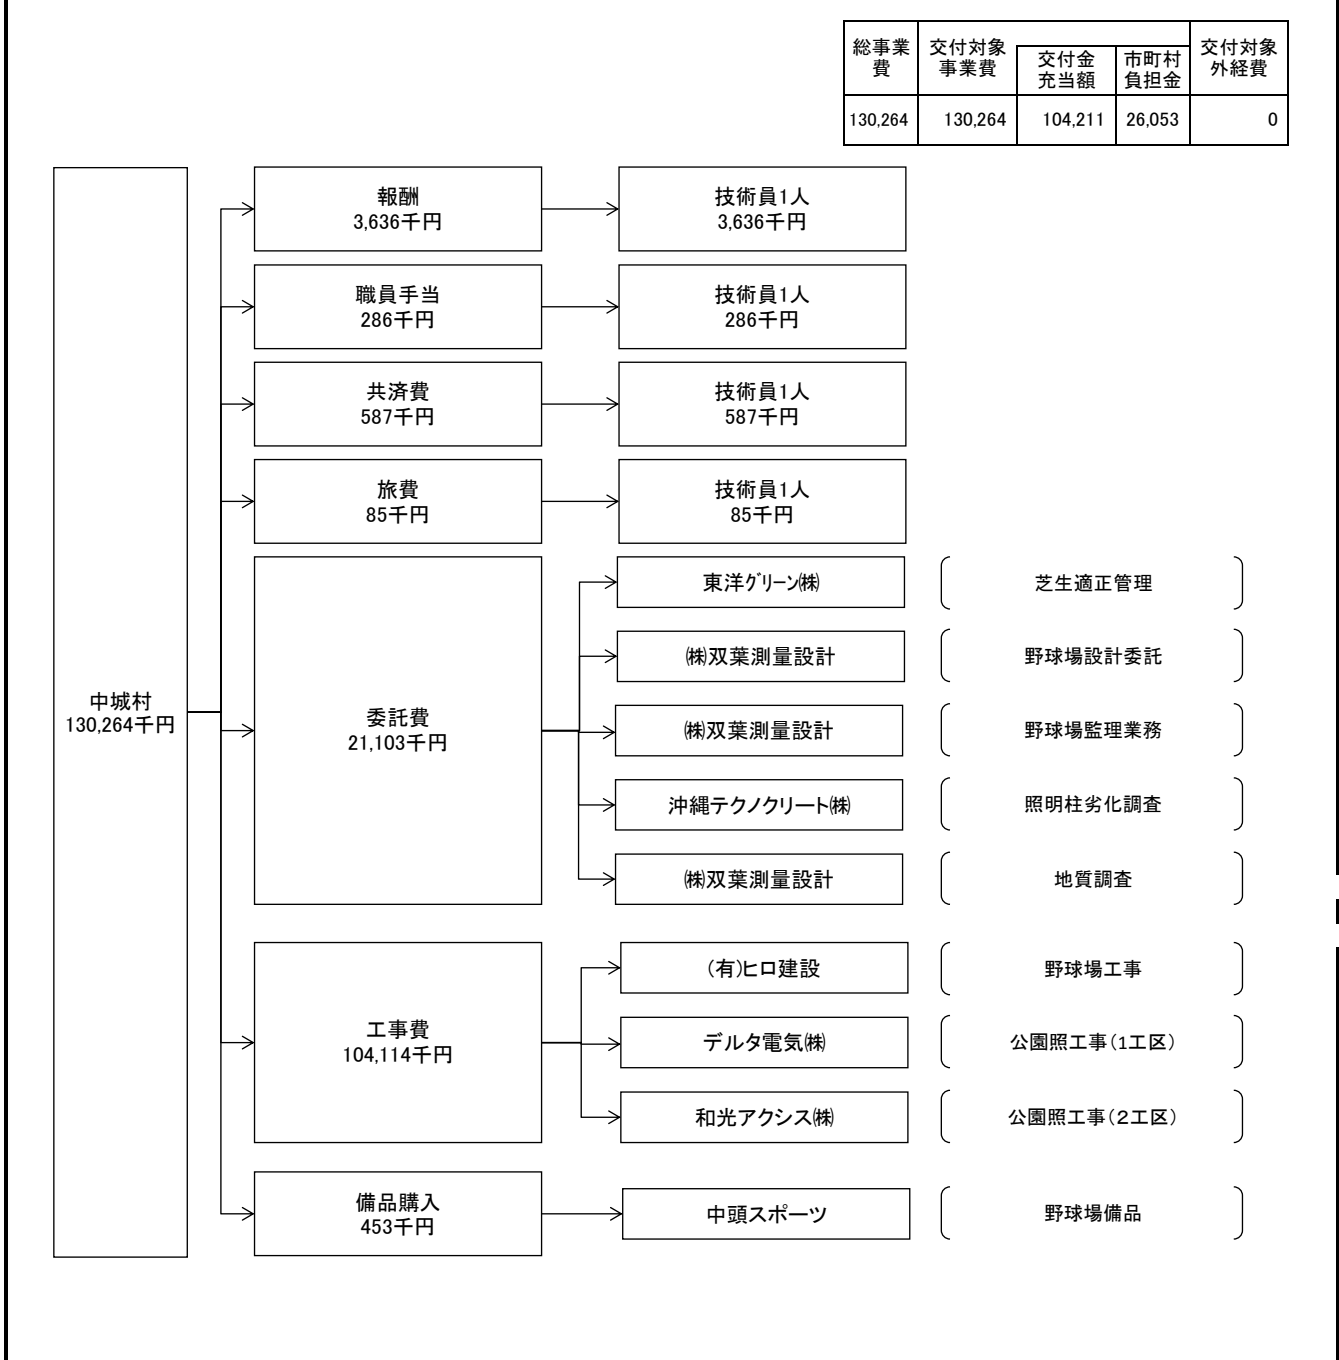 総事業
費
交付対象
事業費
交付金
充当額
市町村
負担金
交付対象
外経費
130,264
130,264
104,211
26,053
0
中城村
130,264千円
報酬
3,636千円
技術員1人
3,636千円
職員手当
286千円
技術員1人
286千円
共済費
587千円
技術員1人
587千円
旅費
85千円
技術員1人
85千円
委託費
21,103千円
東洋グリーン㈱
芝生適正管理
㈱双葉測量設計
野球場設計委託
㈱双葉測量設計
野球場監理業務
沖縄テクノクリート㈱
照明柱劣化調査
㈱双葉測量設計
地質調査
工事費
104,114千円
(有)ヒロ建設
野球場工事
デルタ電気㈱
公園照工事(1工区)
和光アクシス㈱
公園照工事(2工区)
備品購入
453千円
中頭スポーツ
野球場備品